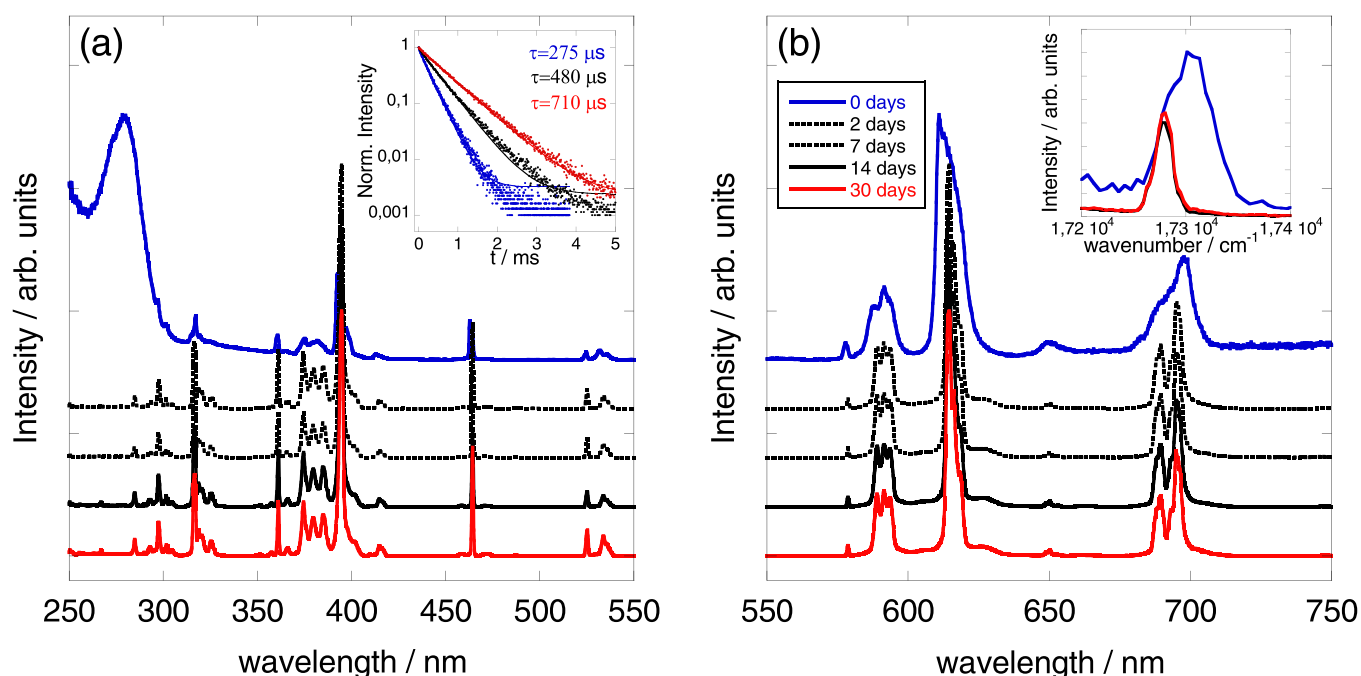 (a)
Intensity / arb. units
250 300 350 400 450 500 550
wavelength / nm
Norm. Intensity
1
0,1
0,01
0,001
0 1 2 3 4 5
t / ms
τ=275 µs
τ=480 µs
τ=710 µs
(b)
Intensity / arb. units
550 600 650 700 750
wavelength / nm
0 days
2 days
7 days
14 days
30 days
Intensity / arb. units
1,72 10⁴ 1,73 10⁴ 1,74 10⁴
wavenumber / cm⁻¹